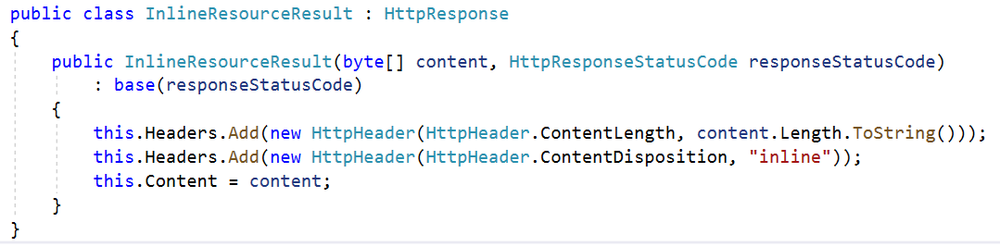 public class InlineResourceResult : HttpResponse
{
    public InlineResourceResult(byte[] content, HttpResponseStatusCode responseStatusCode)
        : base(responseStatusCode)
    {
        this.Headers.Add(new HttpHeader(HttpHeader.ContentLength, content.Length.ToString()));
        this.Headers.Add(new HttpHeader(HttpHeader.ContentDisposition, "inline"));
        this.Content = content;
    }
}